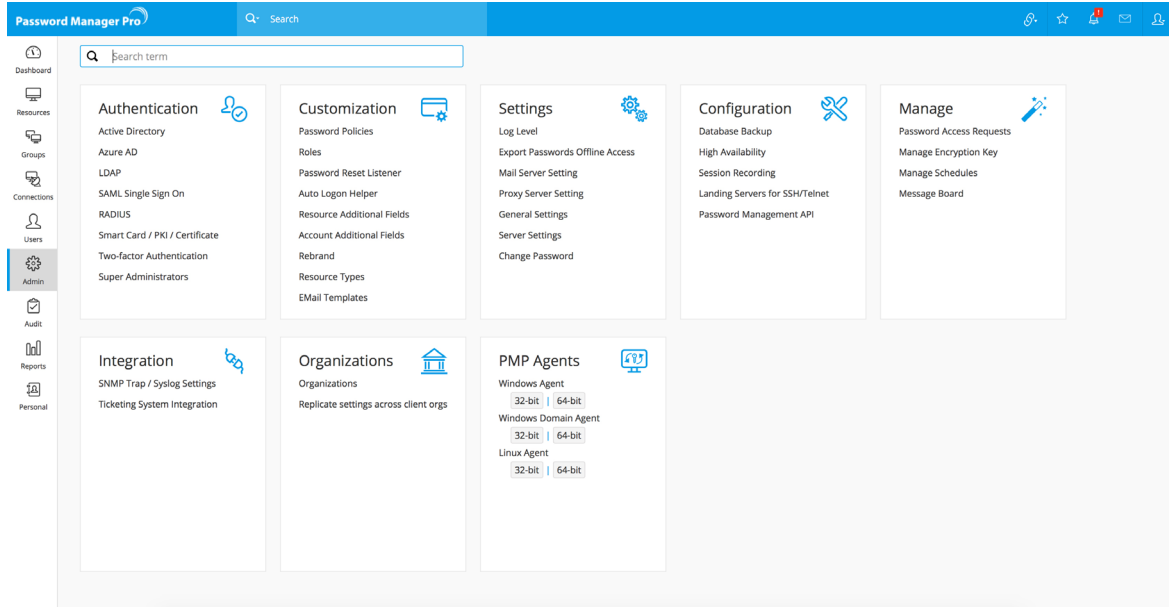 Password Manager Pro
Search
Dashboard
Resources
Groups
Connections
Users
Admin
Audit
Reports
Personal
Search term
Authentication
Active Directory
Azure AD
LDAP
SAML Single Sign On
RADIUS
Smart Card / PKI / Certificate
Two-factor Authentication
Super Administrators
Customization
Password Policies
Roles
Password Reset Listener
Auto Logon Helper
Resource Additional Fields
Account Additional Fields
Rebrand
Resource Types
EMail Templates
Settings
Log Level
Export Passwords Offline Access
Mail Server Setting
Proxy Server Setting
General Settings
Server Settings
Change Password
Configuration
Database Backup
High Availability
Session Recording
Landing Servers for SSH/Telnet
Password Management API
Manage
Password Access Requests
Manage Encryption Key
Manage Schedules
Message Board
Integration
SNMP Trap / Syslog Settings
Ticketing System Integration
Organizations
Organizations
Replicate settings across client orgs
PMP Agents
Windows Agent
32-bit | 64-bit
Windows Domain Agent
32-bit | 64-bit
Linux Agent
32-bit | 64-bit